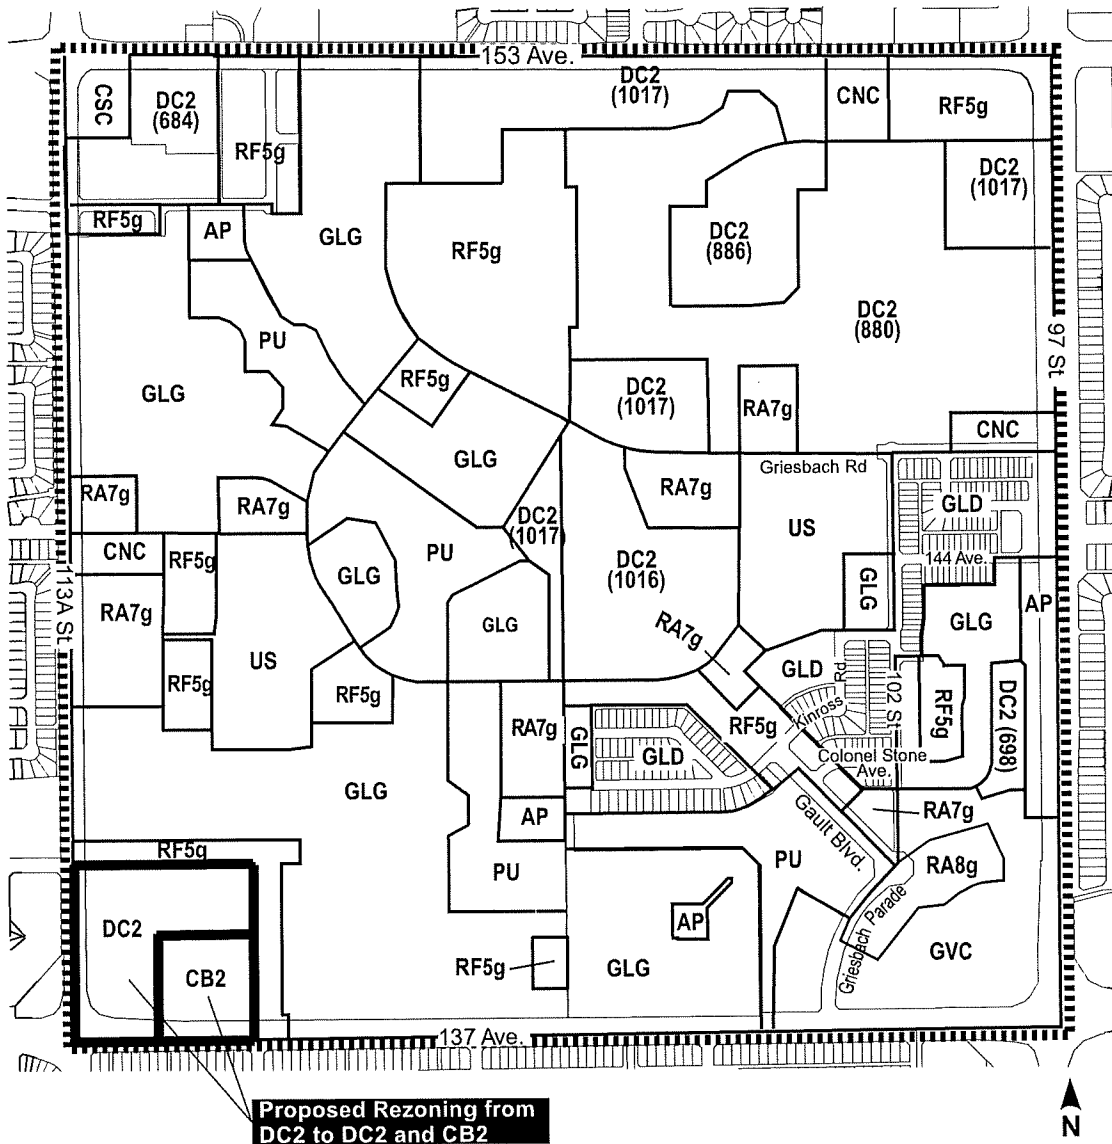 153 Ave.
CSC
DC2
(684)
RF5g
DC2
(1017)
CNC
RF5g
DC2
(1017)
RF5g
AP
GLG
RF5g
DC2
(886)
DC2
(880)
97 St
PU
GLG
RF5g
DC2
(1017)
RA7g
CNC
GLG
Griesbach Rd
RA7g
RA7g
RA7g
GLD
US
DC2
(1017)
CNC
RF5g
PU
GLG
DC2
(1016)
GLG
144 Ave.
113A St
RA7g
AP
GLG
GLG
RA7g
US
GLD
RF5g
RF5g
Kinross Rd
102 St
RF5g
DC2 (698)
RA7g
RF5g
GLG
GLD
Colonel Stone
Ave.
GLG
AP
Gault Blvd.
RA7g
RF5g
PU
PU
RA8g
DC2
AP
Griesbach Parade
GVC
CB2
RF5g
GLG
137 Ave.
Proposed Rezoning from
DC2 to DC2 and CB2
N